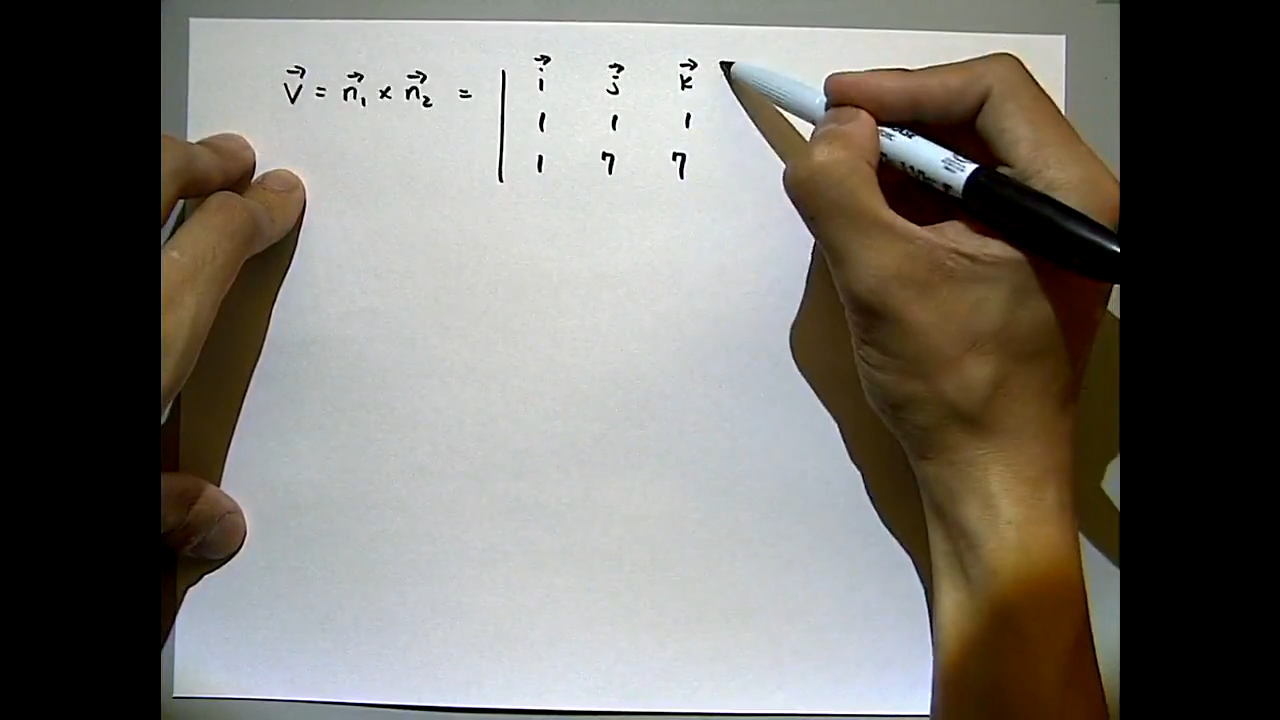 v⃗ = n⃗₁ × n⃗₂ = | i⃗ j⃗ k⃗
1 1 1
1 7 7